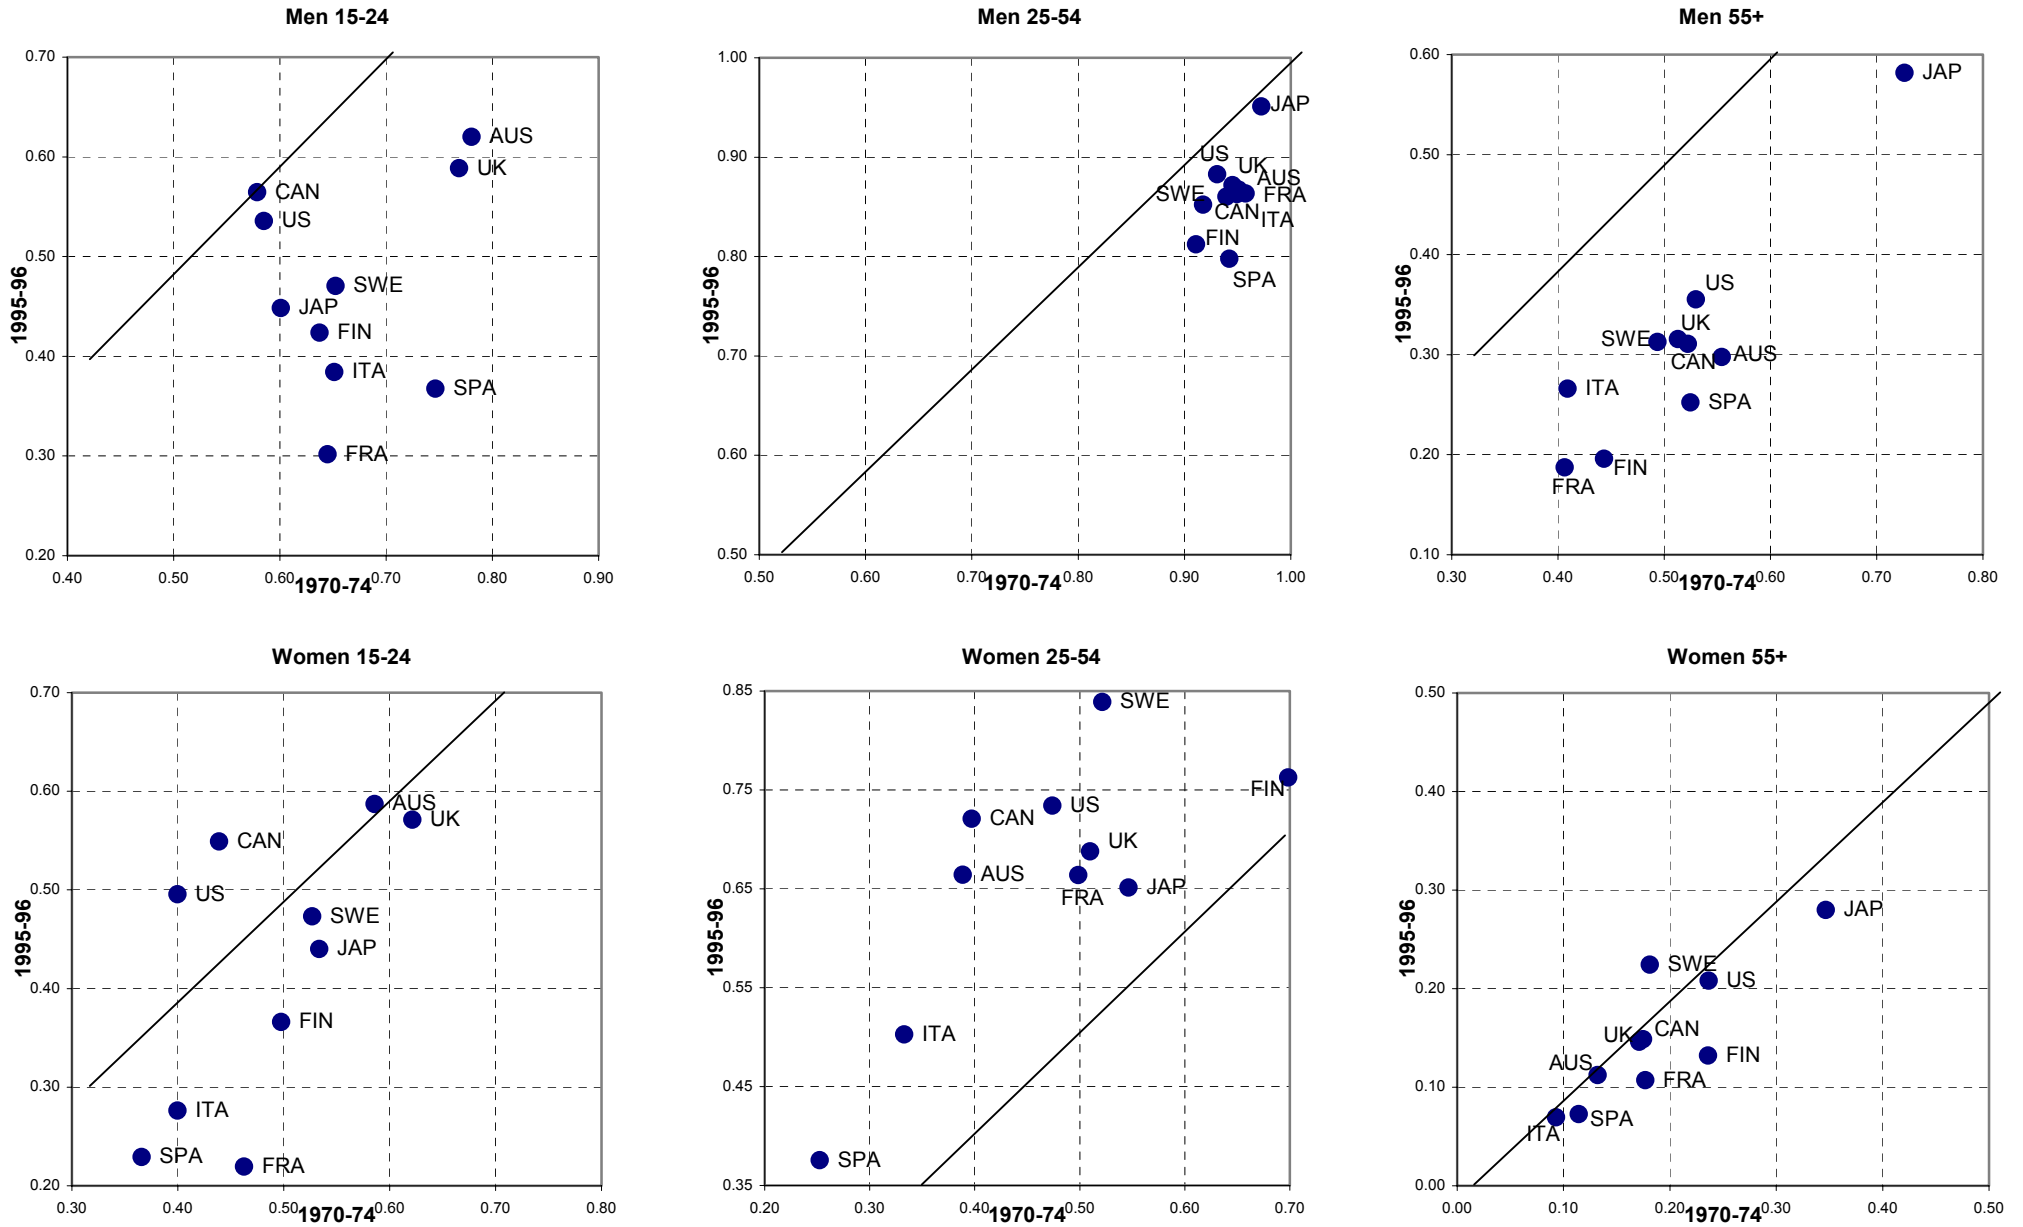 Men 15-24
0.70
0.60
0.50
0.40
0.30
0.20
0.40 0.50 0.60 0.70 0.80 0.90
1995-96
1970-74
AUS
UK
CAN
US
SWE
JAP
FIN
ITA
SPA
FRA
Men 25-54
1.00
0.90
0.80
0.70
0.60
0.50
0.50 0.60 0.70 0.80 0.90 1.00
1995-96
1970-74
JAP
US
UK
AUS
SWE
FRA
CAN
ITA
FIN
SPA
Men 55+
0.60
0.50
0.40
0.30
0.20
0.10
0.30 0.40 0.50 0.60 0.70 0.80
1995-96
1970-74
JAP
US
UK
SWE
AUS
CAN
ITA
SPA
FIN
FRA
Women 15-24
0.70
0.60
0.50
0.40
0.30
0.20
0.30 0.40 0.50 0.60 0.70 0.80
1995-96
1970-74
AUS
UK
CAN
US
SWE
JAP
FIN
ITA
SPA
FRA
Women 25-54
0.85
0.75
0.65
0.55
0.45
0.35
0.20 0.30 0.40 0.50 0.60 0.70
1995-96
1970-74
SWE
FIN
US
CAN
UK
AUS
JAP
FRA
ITA
SPA
Women 55+
0.50
0.40
0.30
0.20
0.10
0.00
0.00 0.10 0.20 0.30 0.40 0.50
1995-96
1970-74
JAP
SWE
US
CAN
UK
FIN
AUS
FRA
SPA
ITA